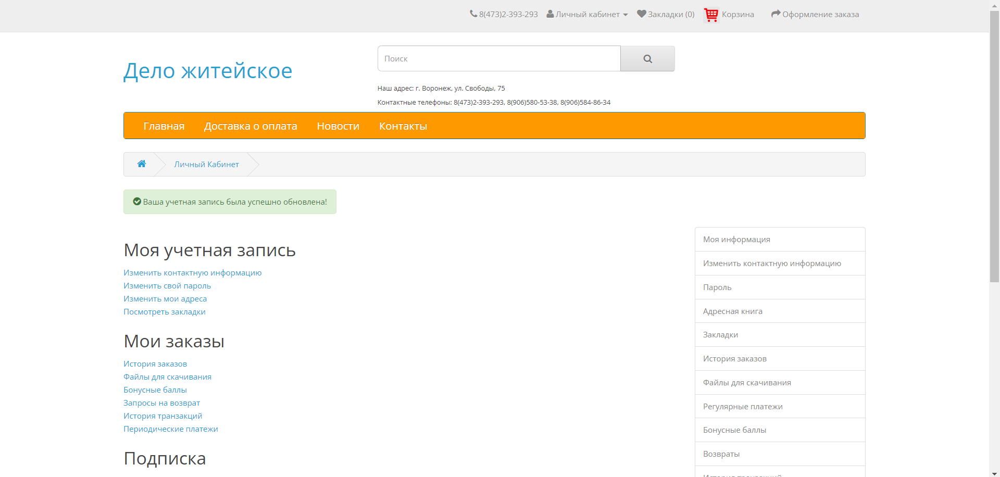 8(473)2-393-293 Личный кабинет Закладки (0) Корзина Оформление заказа
Дело житейское
Поиск
Наш адрес: г. Воронеж, ул. Свободы, 75
Контактные телефоны: 8(473)2-393-293, 8(906)580-53-38, 8(906)584-86-34
Главная Доставка о оплата Новости Контакты
Личный Кабинет
Ваша учетная запись была успешно обновлена!
Моя учетная запись
Изменить контактную информацию
Изменить свой пароль
Изменить мои адреса
Посмотреть закладки
Мои заказы
История заказов
Файлы для скачивания
Бонусные баллы
Запросы на возврат
История транзакций
Периодические платежи
Подписка
Моя информация
Изменить контактную информацию
Пароль
Адресная книга
Закладки
История заказов
Файлы для скачивания
Регулярные платежи
Бонусные баллы
Возвраты
История транзакций